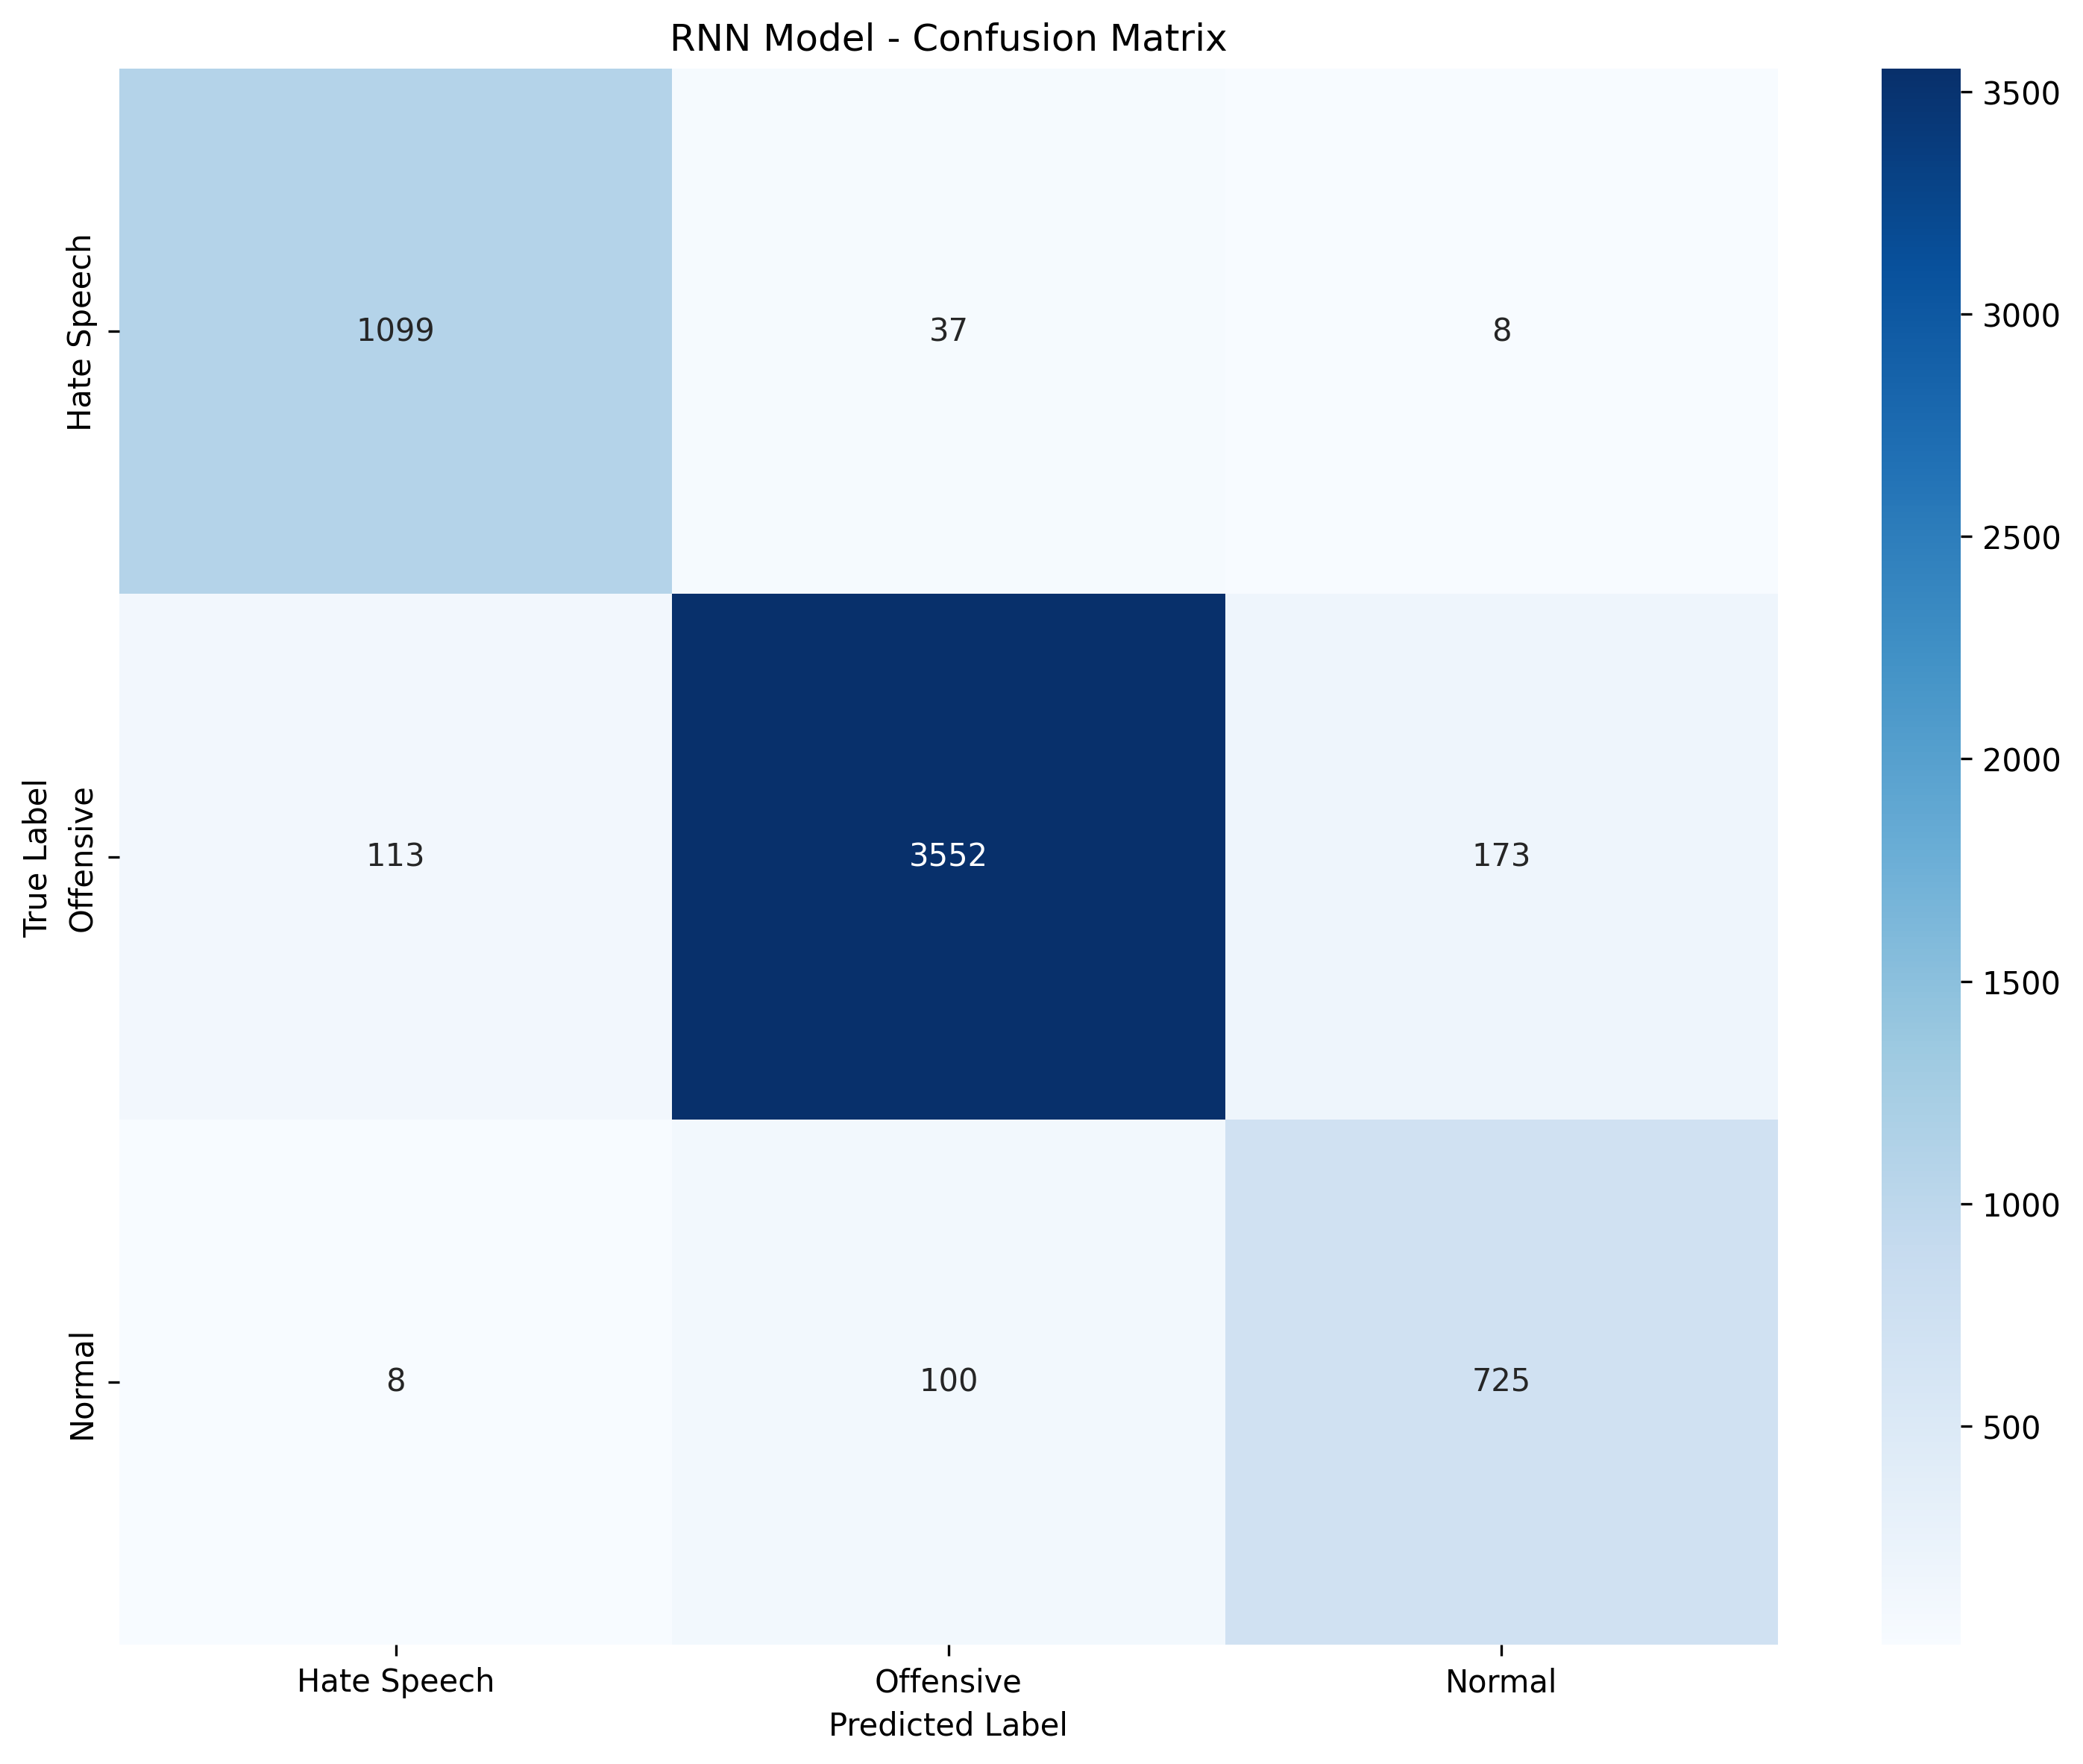 RNN Model - Confusion Matrix
True Label
Hate Speech
1099 37 8
Offensive
113 3552 173
Normal
8 100 725
Hate Speech Offensive Normal
Predicted Label
3500
3000
2500
2000
1500
1000
500